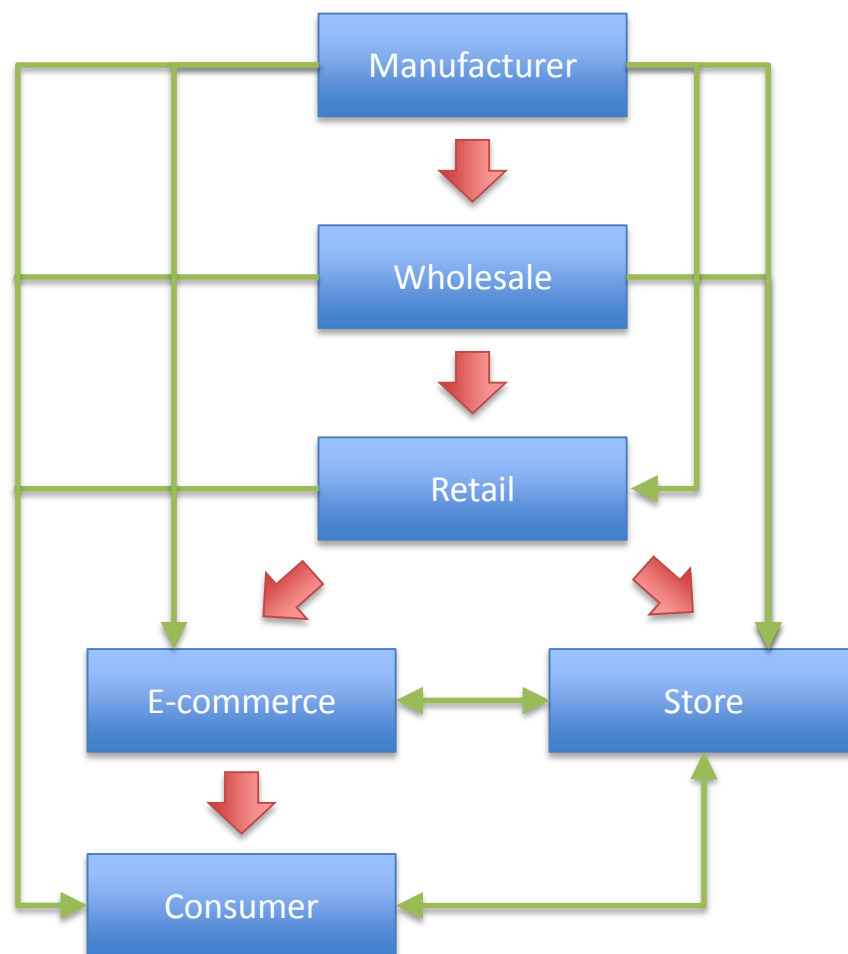 Manufacturer
Wholesale
Retail
E-commerce
Store
Consumer